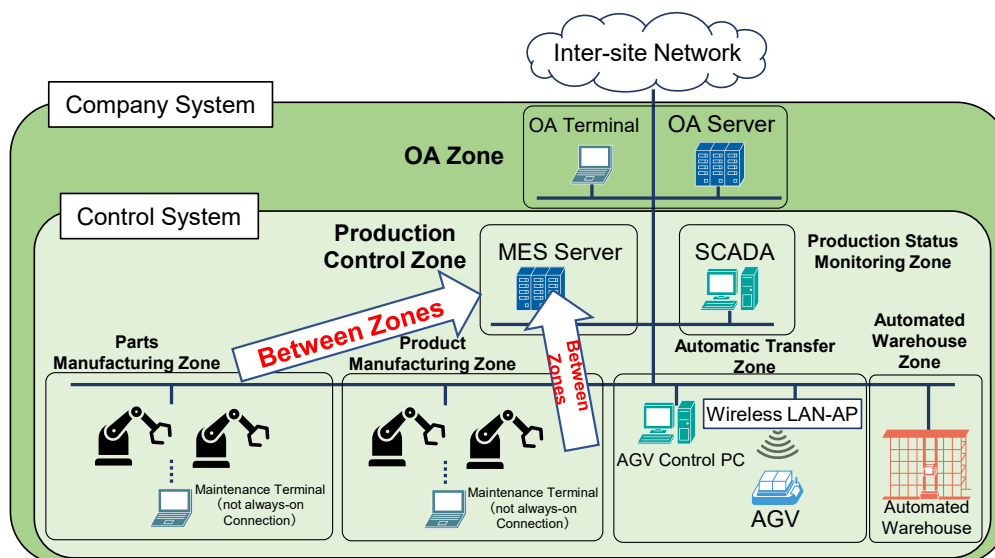 Inter-site Network
Company System
OA Terminal
OA Server
OA Zone
Control System
Production
Control Zone
MES Server
SCADA
Production Status
Monitoring Zone
Between Zones
Between
Zones
Parts
Manufacturing Zone
Product
Manufacturing Zone
Automatic Transfer
Zone
Automated
Warehouse
Zone
Maintenance Terminal
（not always-on
Connection)
Maintenance Terminal
（not always-on
Connection)
Wireless LAN-AP
AGV Control PC
AGV
Automated
Warehouse